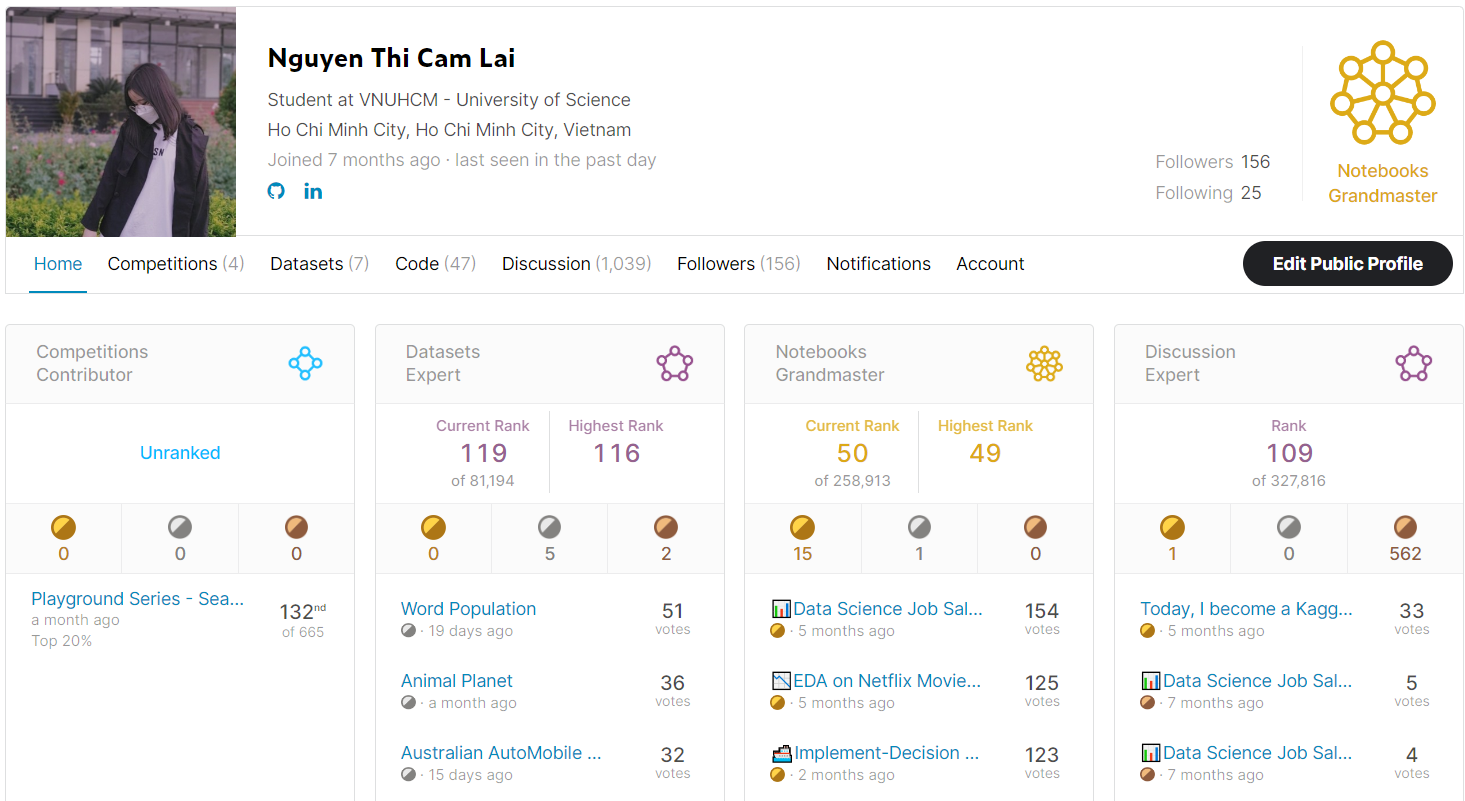 Nguyen Thi Cam Lai
Student at VNUHCM - University of Science
Ho Chi Minh City, Ho Chi Minh City, Vietnam
Joined 7 months ago · last seen in the past day
in
Followers 156
Following 25
Notebooks
Grandmaster
Home Competitions (4) Datasets (7) Code (47) Discussion (1,039) Followers (156) Notifications Account Edit Public Profile
Competitions
Contributor
Unranked
0 0 0
Playground Series - Sea...
a month ago
Top 20%
132nd
of 665
Datasets
Expert
Current Rank Highest Rank
119 116
of 81,194
0 5 2
Word Population 51
· 19 days ago votes
Animal Planet 36
· a month ago votes
Australian AutoMobile ... 32
· 15 days ago votes
Notebooks
Grandmaster
Current Rank Highest Rank
50 49
of 258,913
15 1 0
📊Data Science Job Sal... 154
· 5 months ago votes
📉EDA on Netflix Movie... 125
· 5 months ago votes
🚢Implement-Decision ... 123
· 2 months ago votes
Discussion
Expert
Rank
109
of 327,816
1 0 562
Today, I become a Kagg... 33
· 5 months ago votes
📊Data Science Job Sal... 5
· 7 months ago votes
📊Data Science Job Sal... 4
· 7 months ago votes